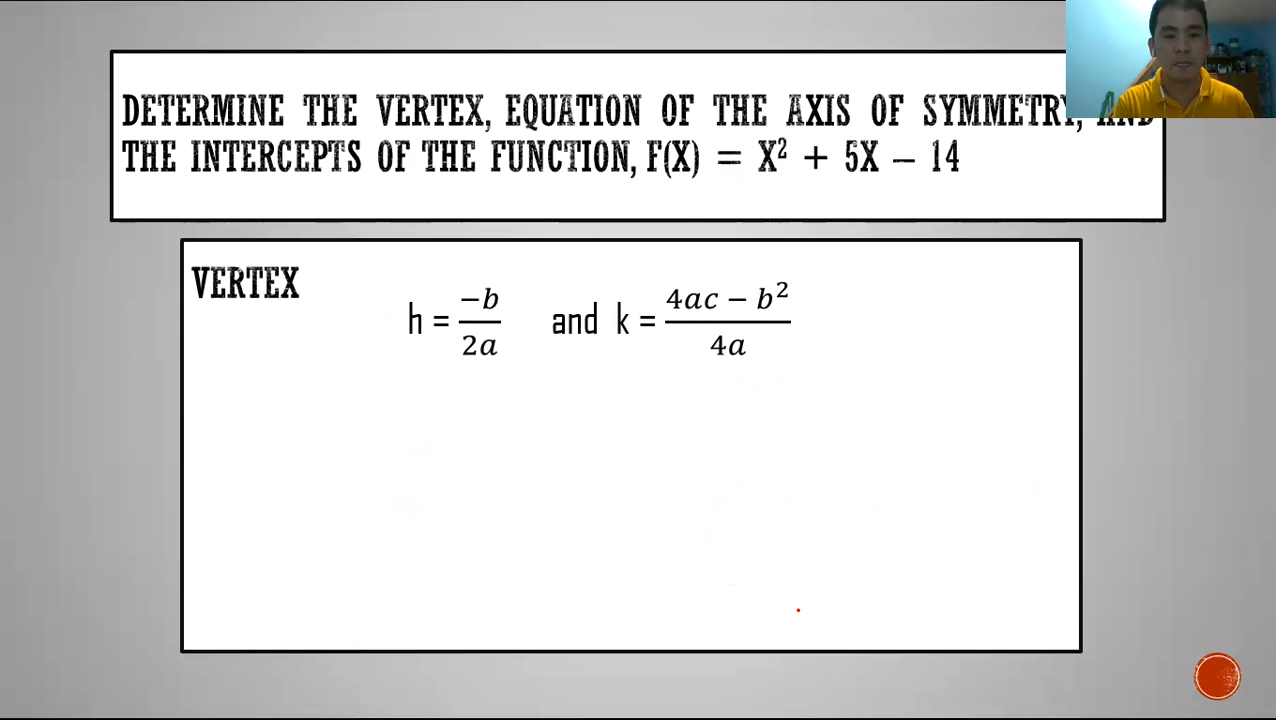 DETERMINE THE VERTEX, EQUATION OF THE AXIS OF SYMMETRY, AND
THE INTERCEPTS OF THE FUNCTION, F(X) = X² + 5X – 14
VERTEX
h = −b/2a and k = 4ac − b²/4a